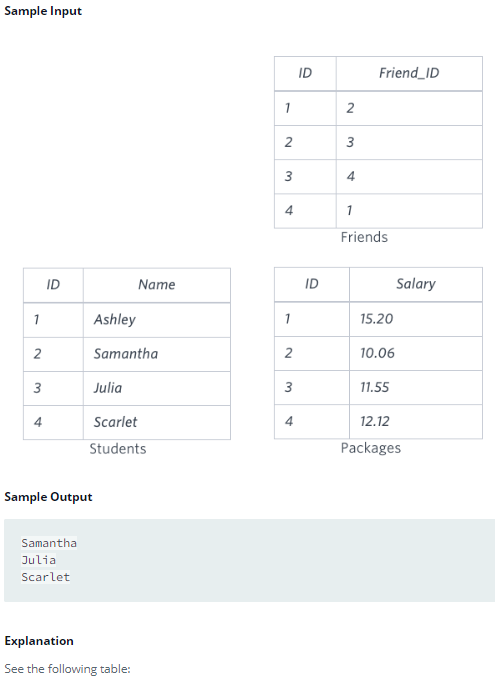 Sample Input
ID Friend_ID
1 2
2 3
3 4
4 1
Friends
ID Name
1 Ashley
2 Samantha
3 Julia
4 Scarlet
Students
ID Salary
1 15.20
2 10.06
3 11.55
4 12.12
Packages
Sample Output
Samantha
Julia
Scarlet
Explanation
See the following table: